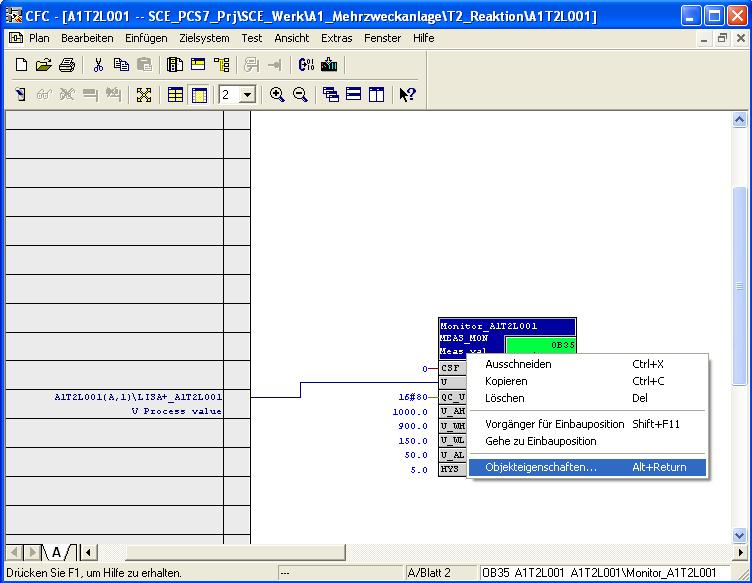 CFC - [A1T2L001 -- SCE_PCS7_Prj\SCE_Werk\A1_Mehrzweckanlage\T2_Reaktion\A1T2L001]
Plan Bearbeiten Einfügen Zielsystem Test Ansicht Extras Fenster Hilfe
2
Monitor_A1T2L001
MEAS_MON
OB35
Meas.val
0 CSF
Ausschneiden Ctrl+X
U
Kopieren Ctrl+C
A1T2L001(A,1)\LISA+_A1T2L001
16#80 QC_U
Löschen Del
V Process value
1000.0 U_AH
900.0 U_WH
Vorgänger für Einbauposition Shift+F11
150.0 U_WL
Gehe zu Einbauposition
50.0 U_AL
5.0 HYS
Objekteigenschaften... Alt+Return
A
Drücken Sie F1, um Hilfe zu erhalten. --- A/Blatt 2 OB35 A1T2L001 A1T2L001\Monitor_A1T2L001